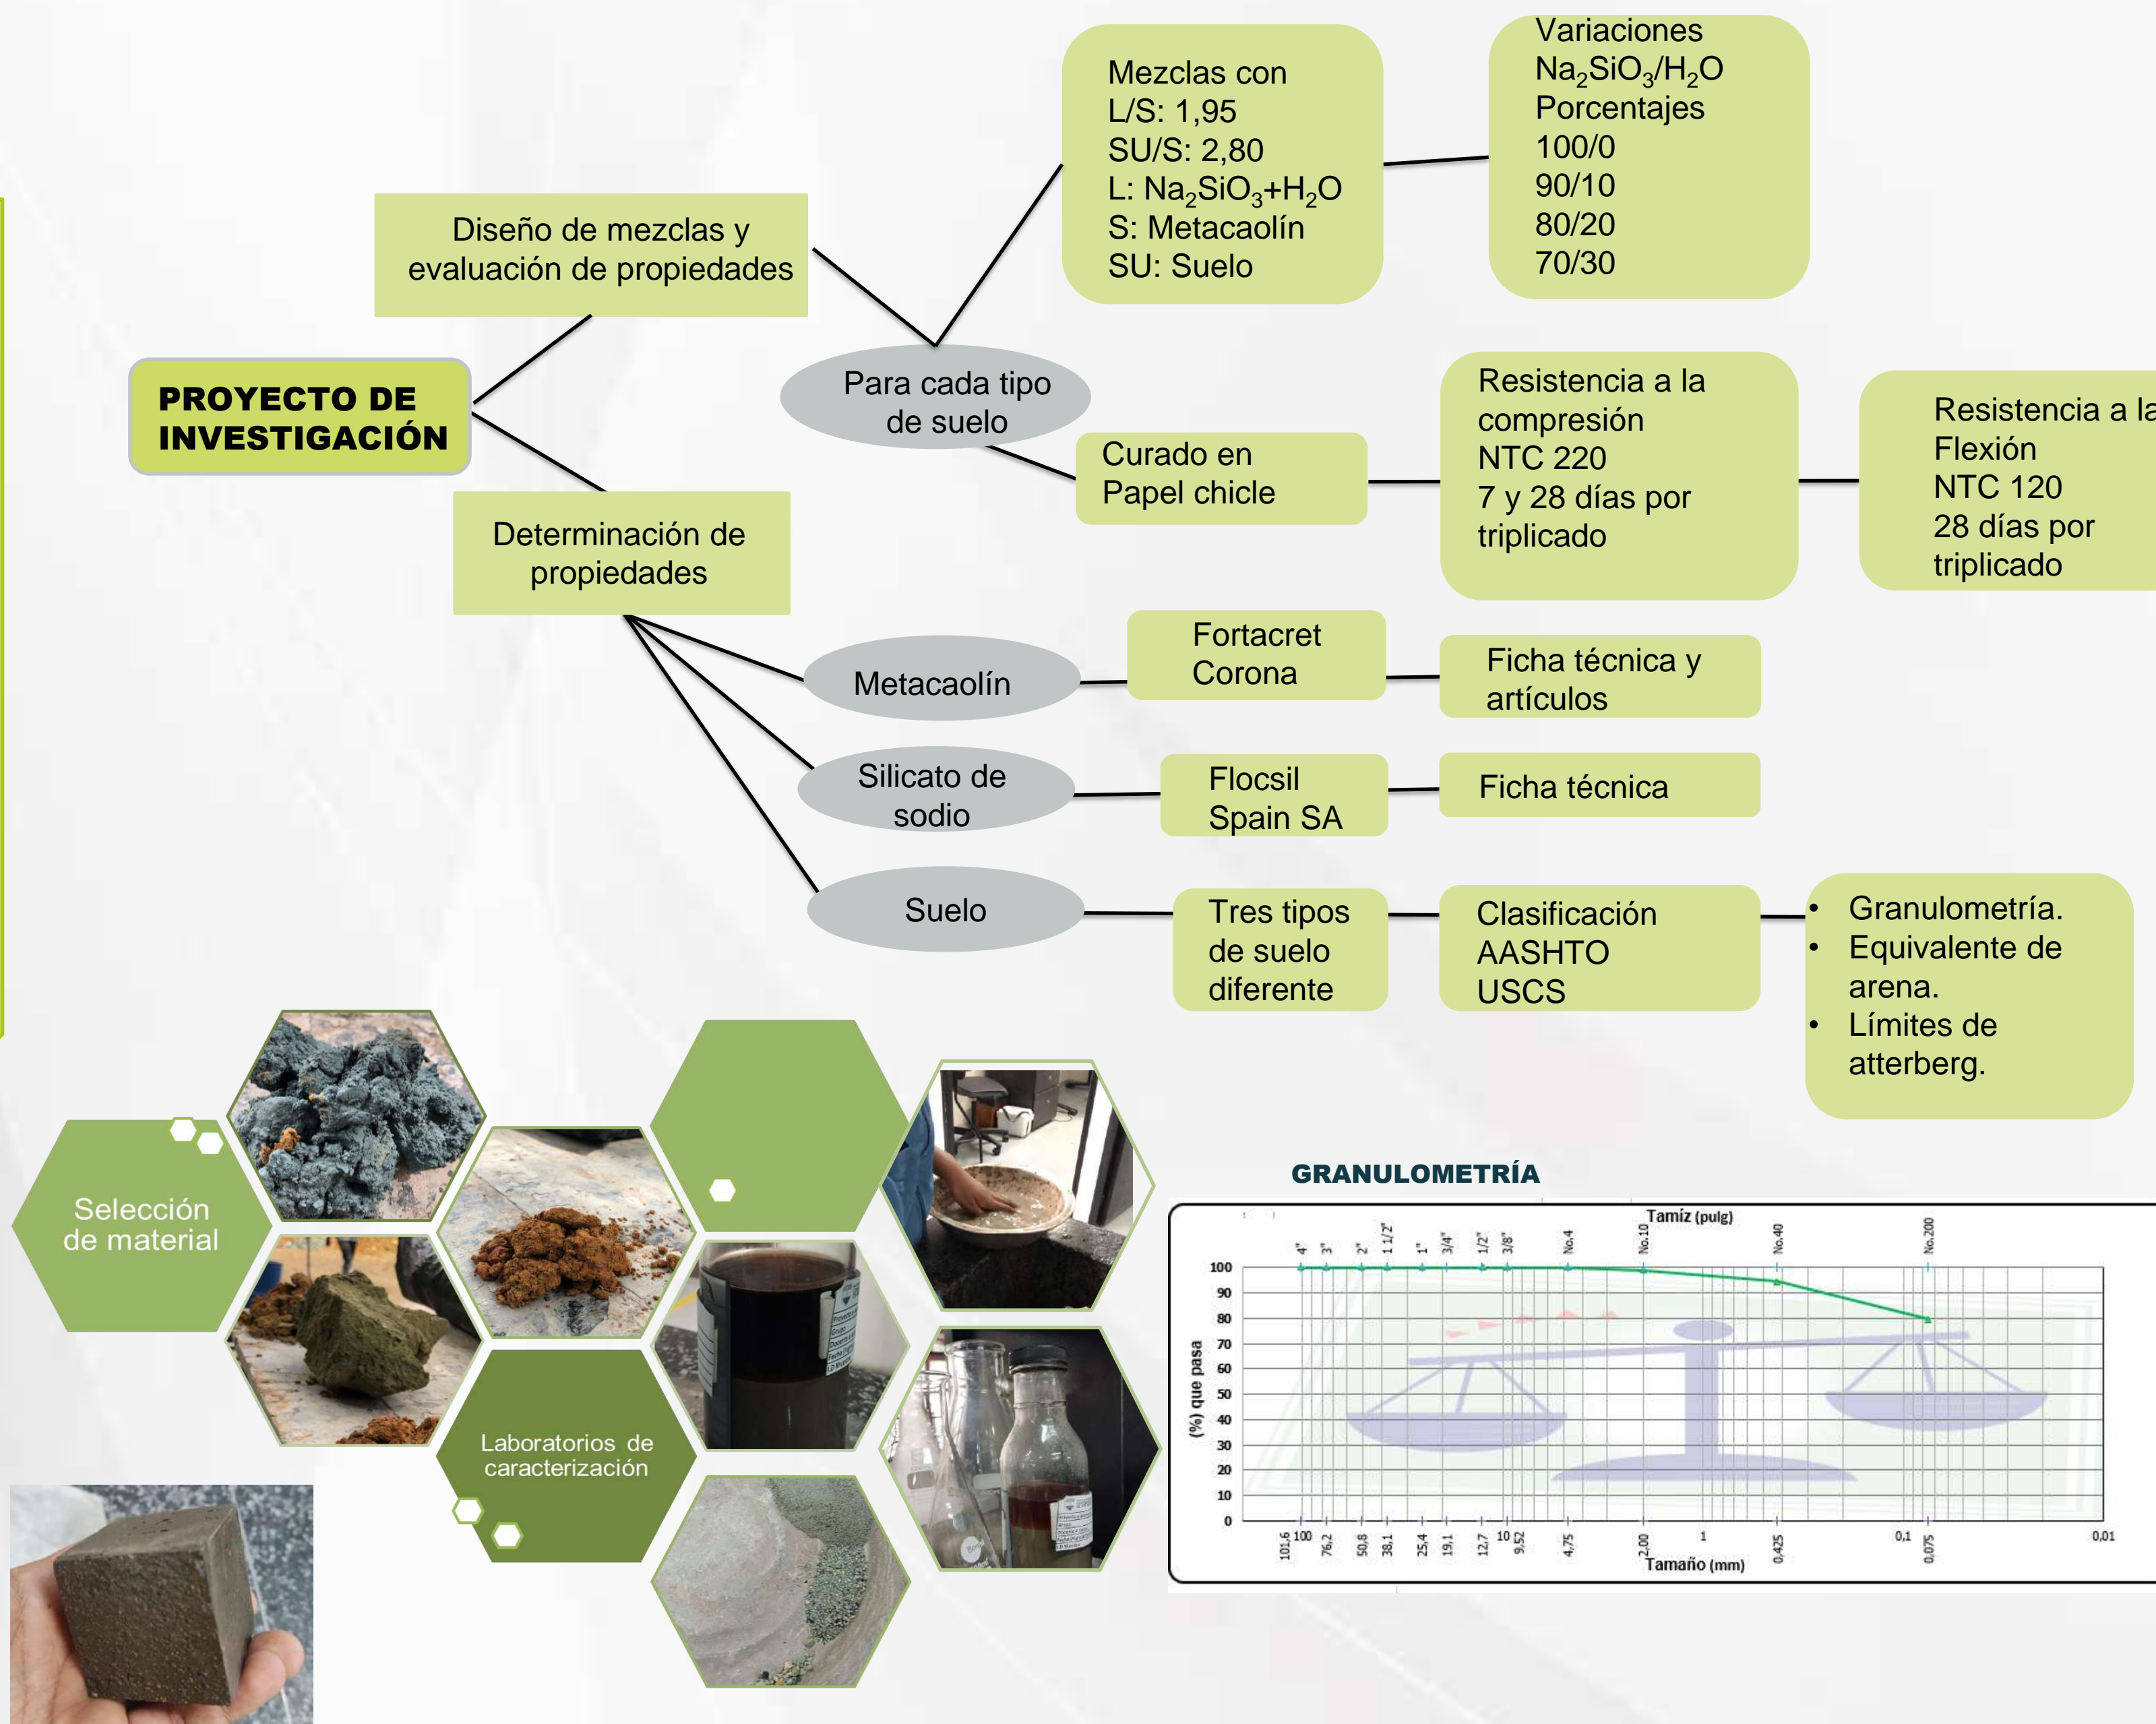 PROYECTO DE
INVESTIGACIÓN
Diseño de mezclas y
evaluación de propiedades
Para cada tipo
de suelo
Mezclas con
L/S: 1,95
SU/S: 2,80
L: Na₂SiO₃+H₂O
S: Metacaolín
SU: Suelo
Variaciones
Na₂SiO₃/H₂O
Porcentajes
100/0
90/10
80/20
70/30
Curado en
Papel chicle
Resistencia a la
compresión
NTC 220
7 y 28 días por
triplicado
Resistencia a la
Flexión
NTC 120
28 días por
triplicado
Determinación de
propiedades
Metacaolín
Fortacret
Corona
Ficha técnica y
artículos
Silicato de
sodio
Flocsil
Spain SA
Ficha técnica
Suelo
Tres tipos
de suelo
diferente
Clasificación
AASHTO
USCS
• Granulometría.
• Equivalente de
arena.
• Límites de
atterberg.
Selección
de material
Laboratorios de
caracterización
GRANULOMETRÍA
Tamíz (pulg)
4" 3" 2" 1 1/2" 1" 3/4" 1/2" 3/8" No.4 No.10 No.40 No.200
(%) que pasa
100
90
80
70
60
50
40
30
20
10
0
101,6 100 76,2 50,8 38,1 25,4 19,1 12,7 10 9,52 4,75 2,00 1 0,425 0,1 0,075 0,01
Tamaño (mm)